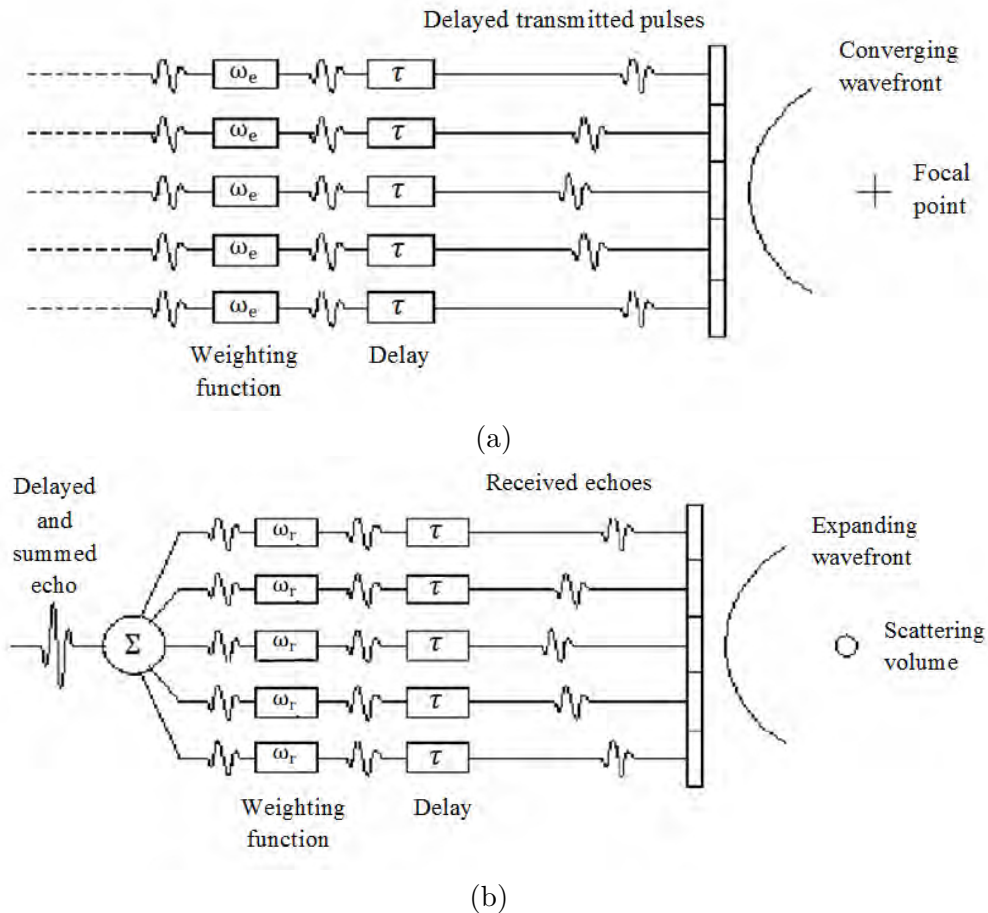 Delayed transmitted pulses
Converging
wavefront
ωe τ
ωe τ
ωe τ
Focal
point
ωe τ
ωe τ
Weighting
function
Delay
(a)
Delayed
and
summed
echo
Received echoes
Expanding
wavefront
ωr τ
ωr τ
Σ
ωr τ
Scattering
volume
ωr τ
ωr τ
Weighting
function
Delay
(b)